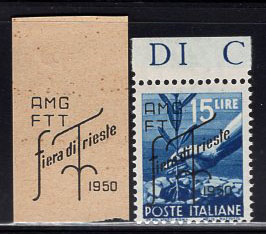 AMG
FTT
fiera di Trieste
1950
DI C
AMG
FTT
15 LIRE
fiera di Trieste
1950
POSTE ITALIANE